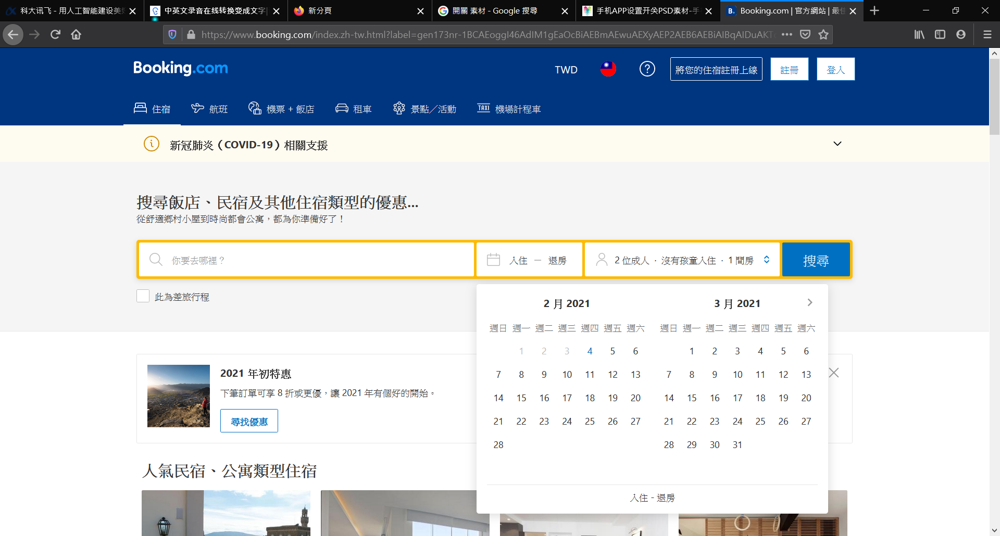 科大讯飞 - 用人工智能建设美
中英文录音在线转换变成文字|
新分頁
開關 素材 - Google 搜尋
手机APP设置开关PSD素材-手
Booking.com | 官方網站 | 最佳
https://www.booking.com/index.zh-tw.html?label=gen173nr-1BCAEoggI46AdIM1gEaOcBiAEBmAEwuAEXyAEP2AEB6AEBiAIBqAIDuAKT
Booking.com
TWD
將您的住宿註冊上線
註冊
登入
住宿
航班
機票 + 飯店
租車
景點／活動
TAXI 機場計程車
新冠肺炎（COVID-19）相關支援
搜尋飯店、民宿及其他住宿類型的優惠...
從舒適鄉村小屋到時尚都會公寓，都為你準備好了！
你要去哪裡？
入住 — 退房
2 位成人 · 沒有孩童入住 · 1 間房
搜尋
此為差旅行程
2 月 2021
週日 週一 週二 週三 週四 週五 週六
1 2 3 4 5 6
7 8 9 10 11 12 13
14 15 16 17 18 19 20
21 22 23 24 25 26 27
28
3 月 2021
週日 週一 週二 週三 週四 週五 週六
1 2 3 4 5 6
7 8 9 10 11 12 13
14 15 16 17 18 19 20
21 22 23 24 25 26 27
28 29 30 31
入住 - 退房
2021 年初特惠
下筆訂單可享 8 折或更優，讓 2021 年有個好的開始。
尋找優惠
人氣民宿、公寓類型住宿